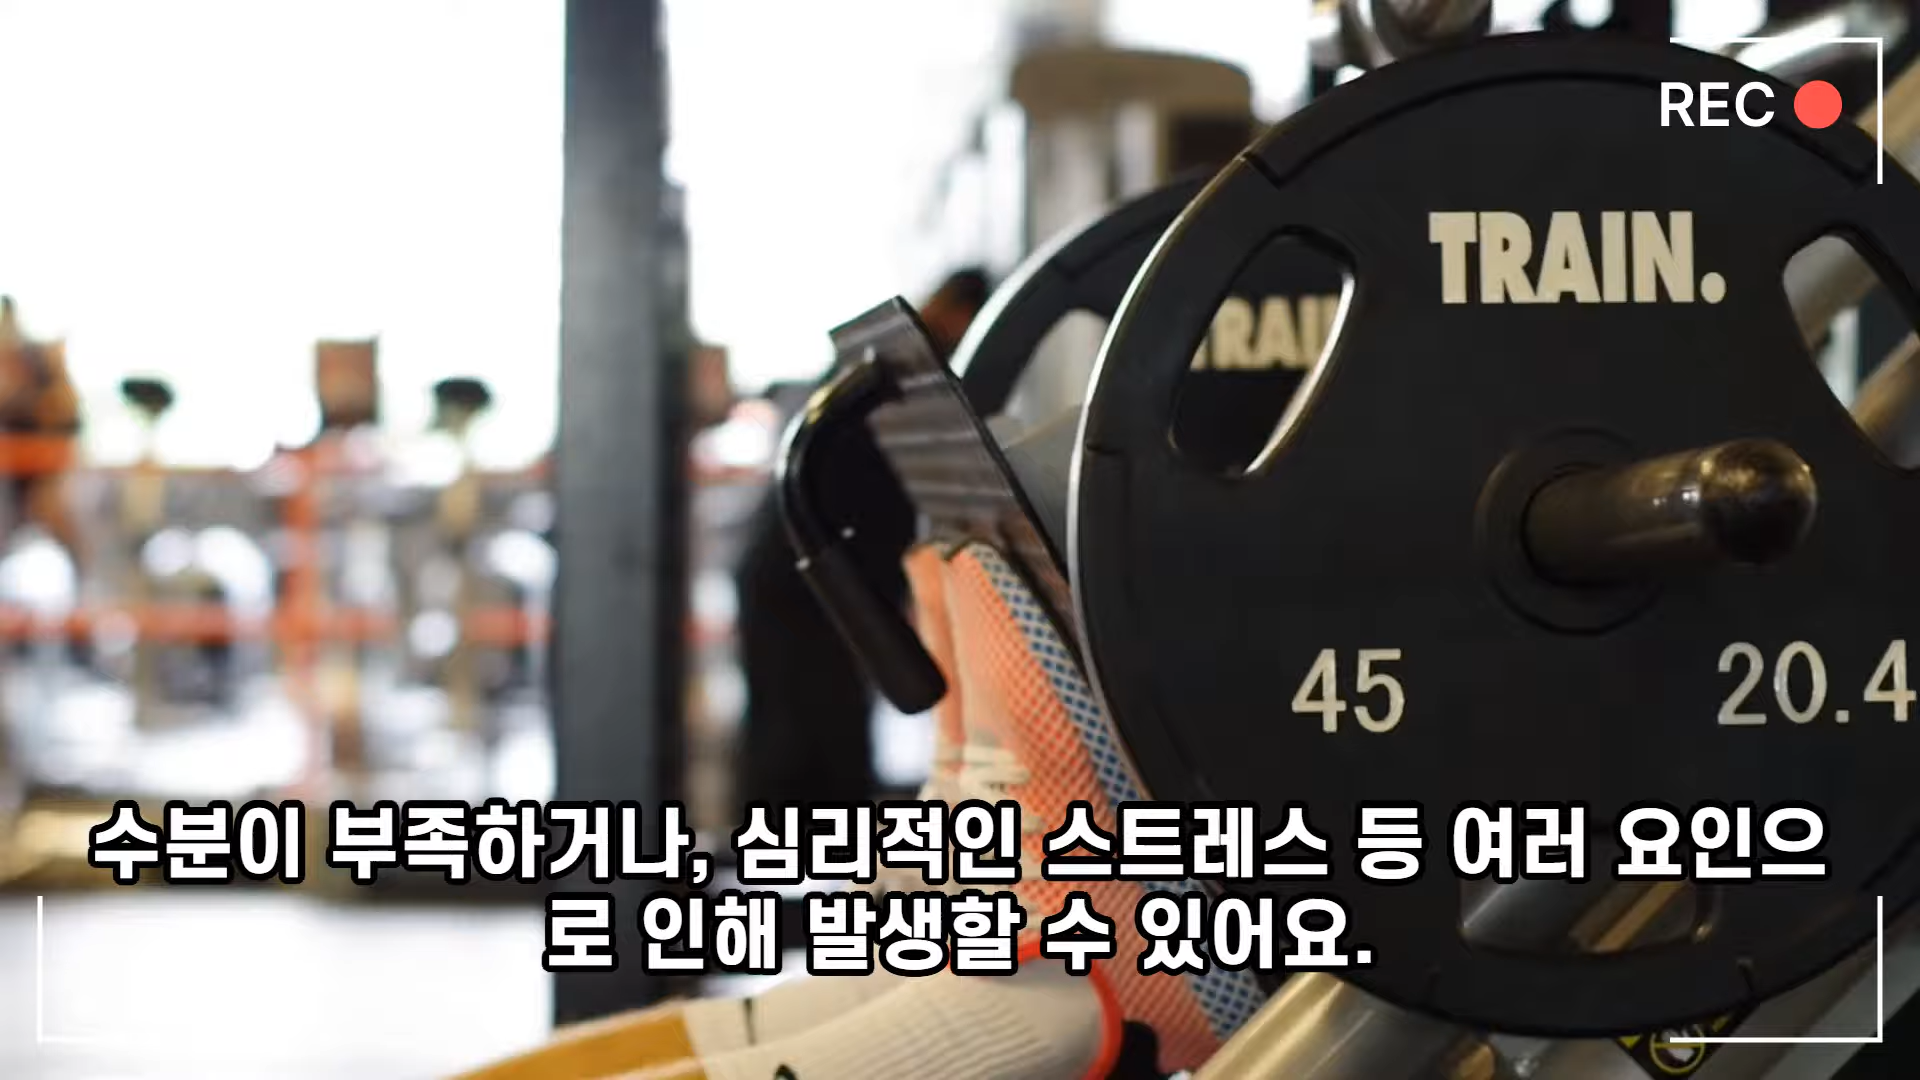 REC
TRAIN.
TRAI
45
20.4
수분이 부족하거나, 심리적인 스트레스 등 여러 요인으
로 인해 발생할 수 있어요.